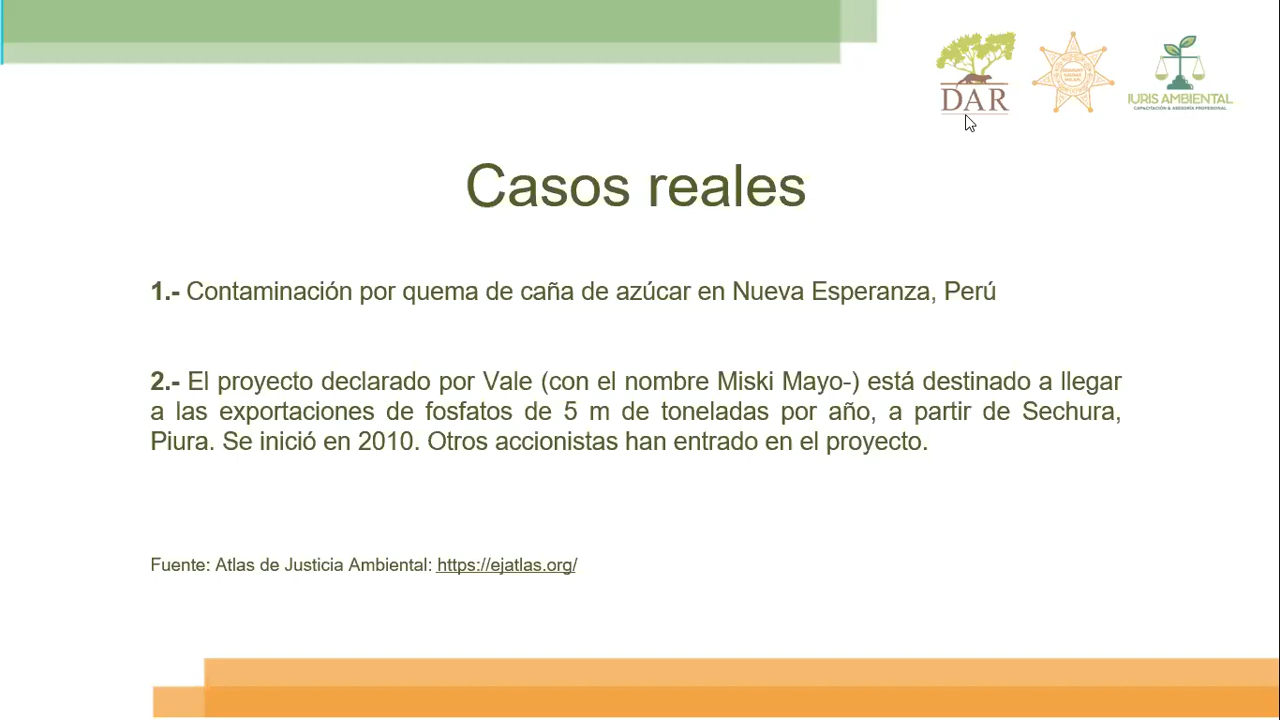 DAR
IURIS AMBIENTAL
CAPACITACIÓN & ASESORÍA PROFESIONAL
Casos reales
1.- Contaminación por quema de caña de azúcar en Nueva Esperanza, Perú
2.- El proyecto declarado por Vale (con el nombre Miski Mayo-) está destinado a llegar
a las exportaciones de fosfatos de 5 m de toneladas por año, a partir de Sechura,
Piura. Se inició en 2010. Otros accionistas han entrado en el proyecto.
Fuente: Atlas de Justicia Ambiental: https://ejatlas.org/